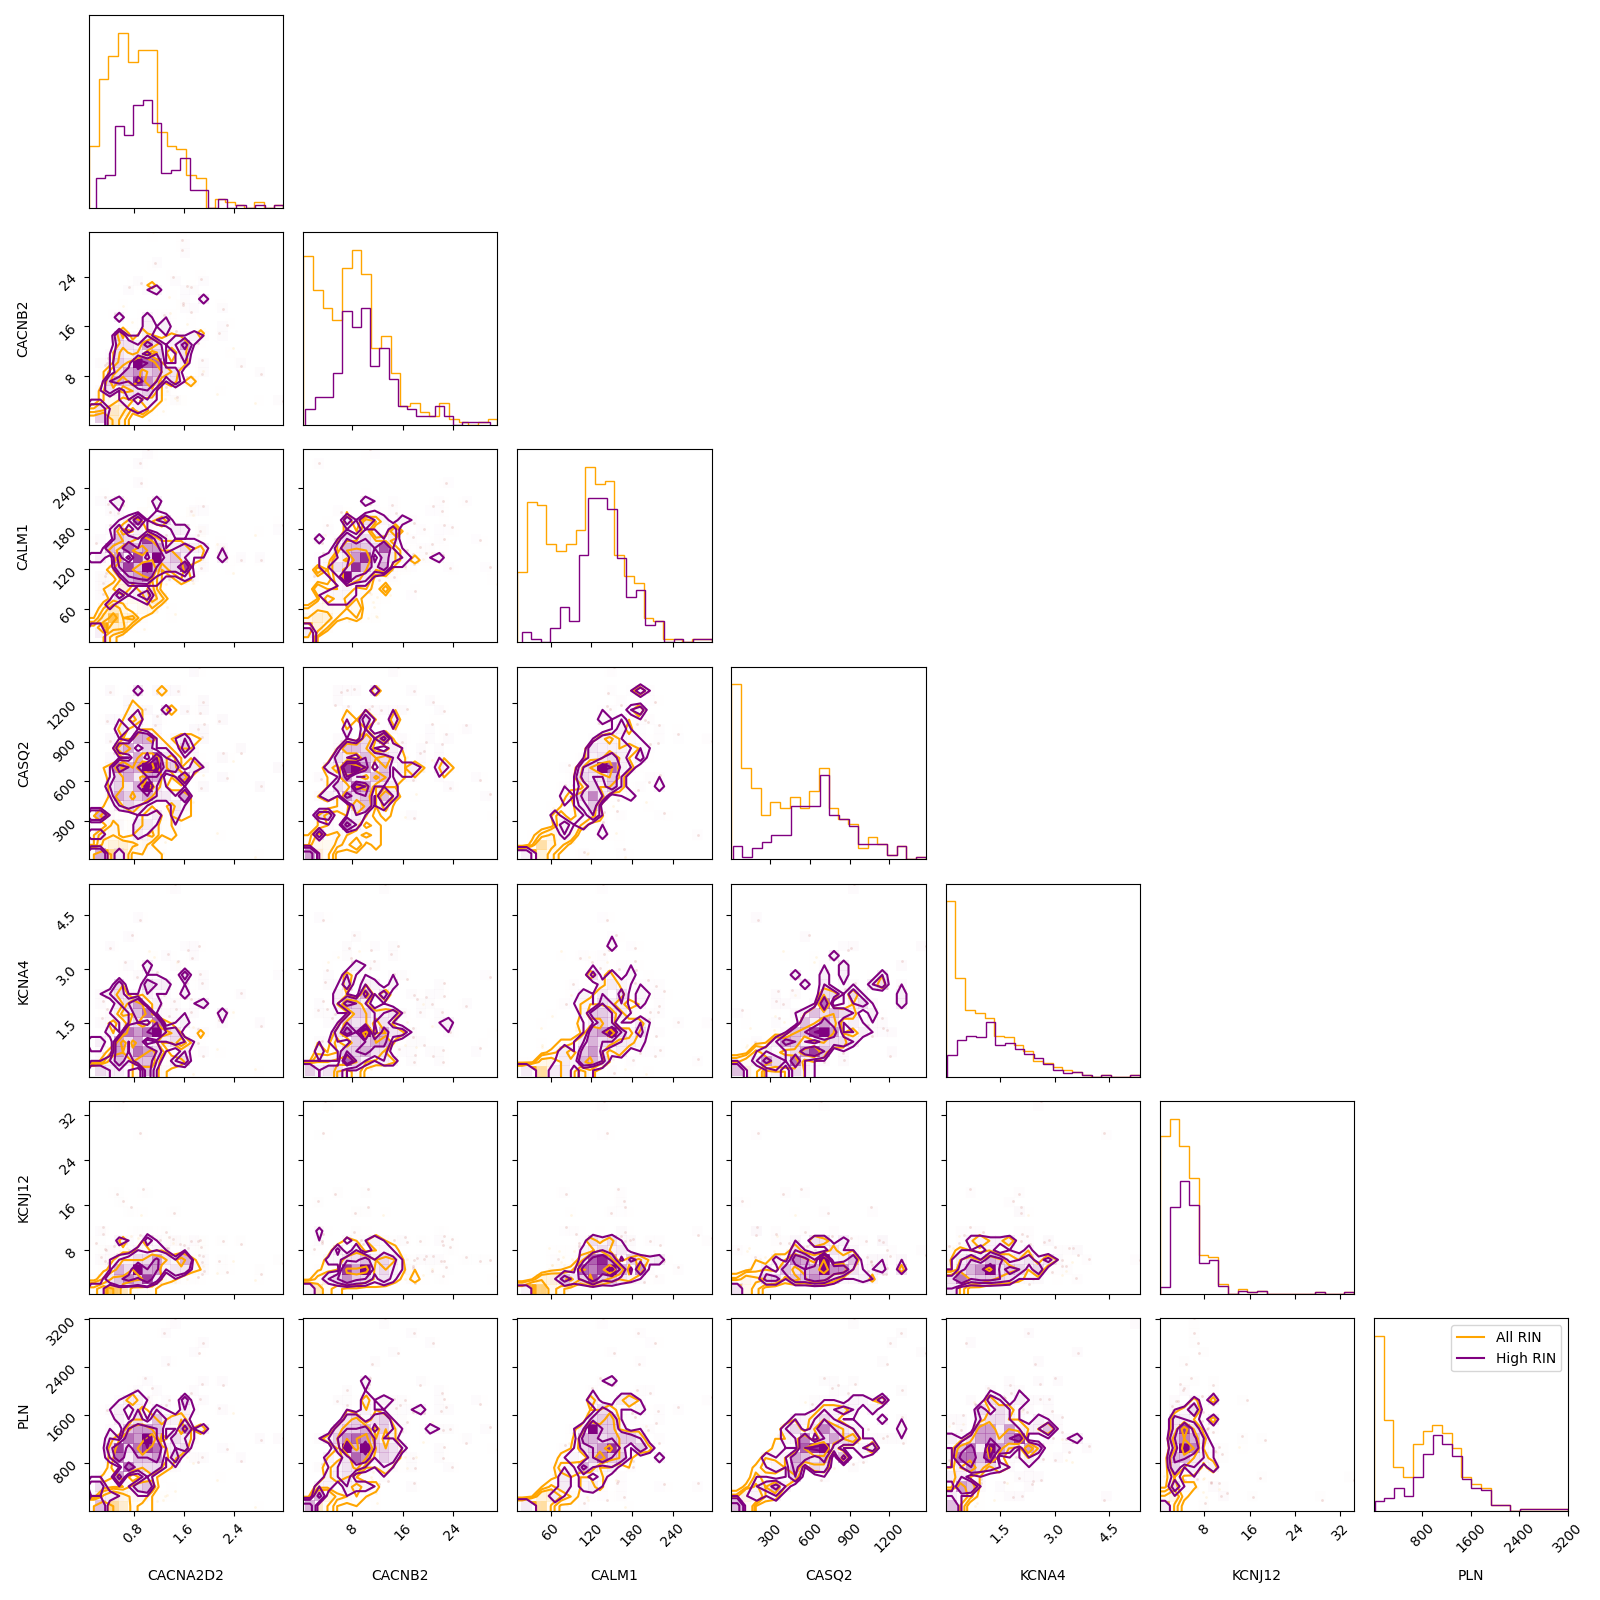 CACNB2
24
16
8
CALM1
240
180
120
60
CASQ2
1200
900
600
300
KCNA4
4.5
3.0
1.5
KCNJ12
32
24
16
8
PLN
3200
2400
1600
800
All RIN
High RIN
0.8 1.6 2.4 8 16 24 60 120 180 240 300 600 900 1200 1.5 3.0 4.5 8 16 24 32 800 1600 2400 3200
CACNA2D2 CACNB2 CALM1 CASQ2 KCNA4 KCNJ12 PLN